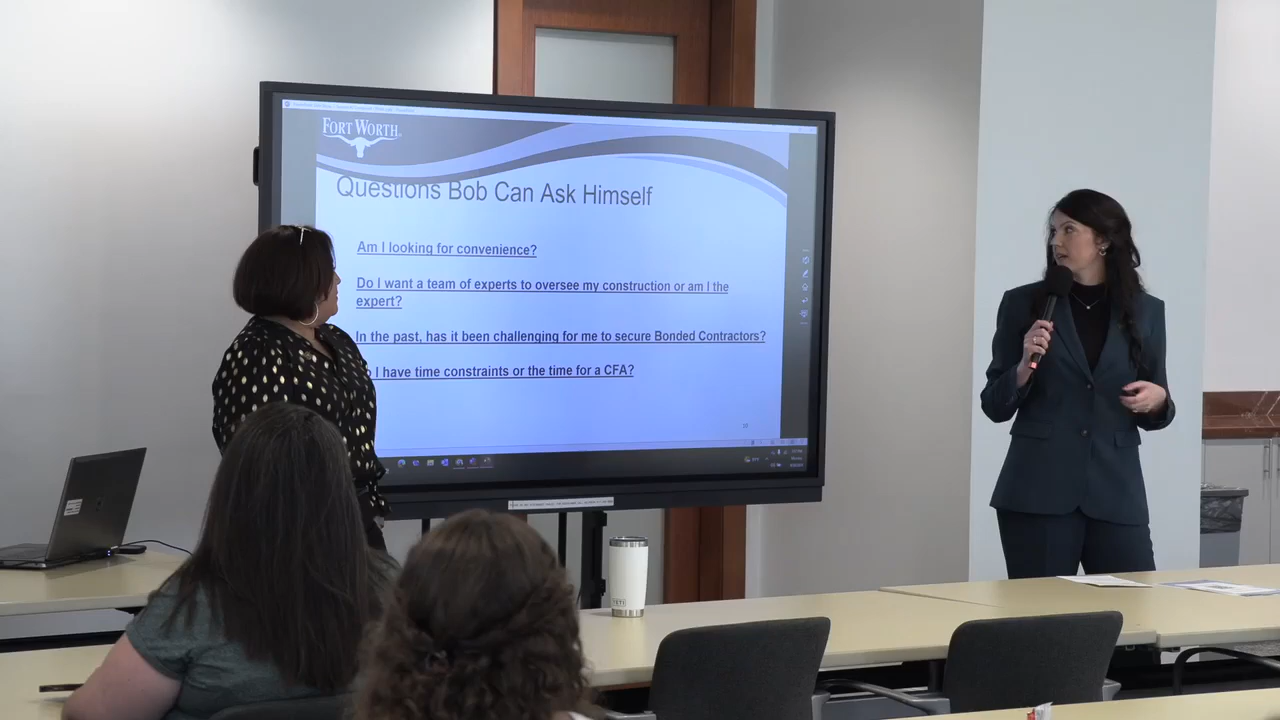 FORT WORTH
Questions Bob Can Ask Himself
Am I looking for convenience?
Do I want a team of experts to oversee my construction or am I the
expert?
In the past, has it been challenging for me to secure Bonded Contractors?
I have time constraints or the time for a CFA?
YETI